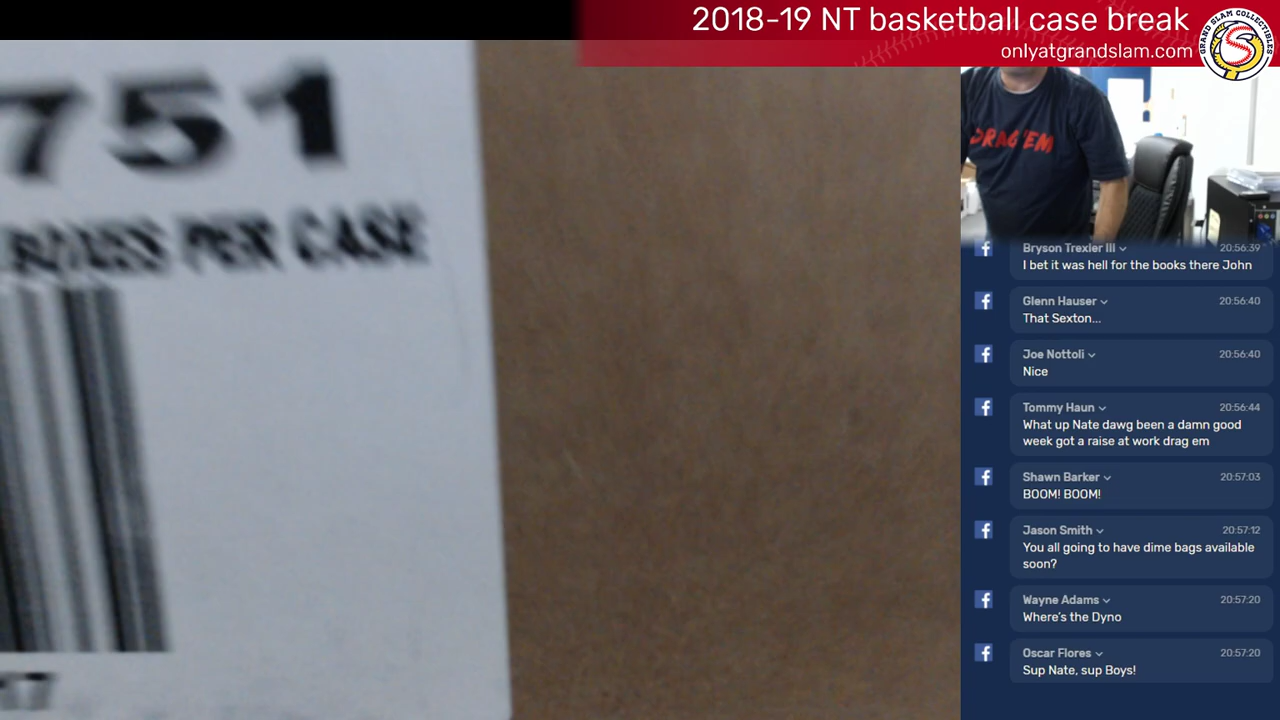 2018-19 NT basketball case break
onlyatgrandslam.com
GRAND SLAM COLLECTIBLES
751
BOXES PER CASE
DRAG 'EM
Bryson Trexler III
20:56:39
I bet it was hell for the books there John
Glenn Hauser
20:56:40
That Sexton...
Joe Nottoli
20:56:40
Nice
Tommy Haun
20:56:44
What up Nate dawg been a damn good
week got a raise at work drag em
Shawn Barker
20:57:03
BOOM! BOOM!
Jason Smith
20:57:12
You all going to have dime bags available
soon?
Wayne Adams
20:57:20
Where's the Dyno
Oscar Flores
20:57:20
Sup Nate, sup Boys!